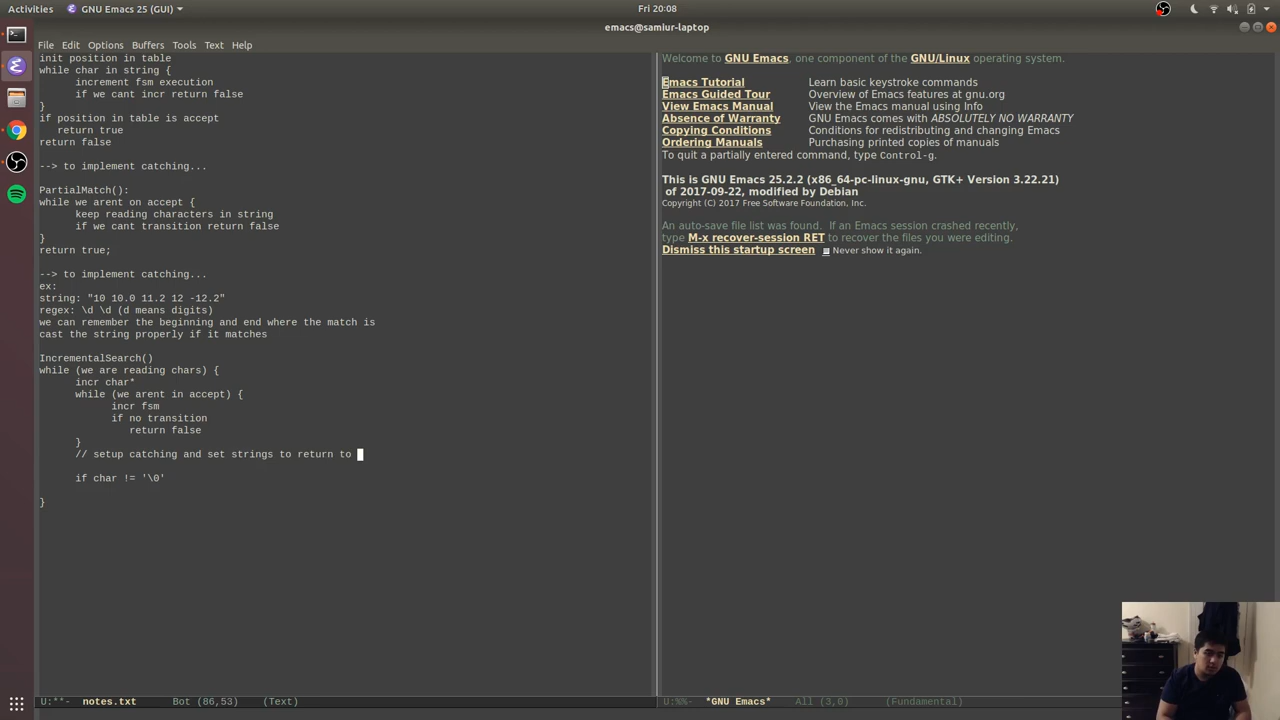 Activities
GNU Emacs 25 (GUI)
Fri 20:08
emacs@samiur-laptop
File Edit Options Buffers Tools Text Help
init position in table
while char in string {
increment fsm execution
if we cant incr return false
}
if position in table is accept
return true
return false
--> to implement catching...
PartialMatch():
while we arent on accept {
keep reading characters in string
if we cant transition return false
}
return true;
--> to implement catching...
ex:
string: "10 10.0 11.2 12 -12.2"
regex: \d \d (d means digits)
we can remember the beginning and end where the match is
cast the string properly if it matches
IncrementalSearch()
while (we are reading chars) {
incr char*
while (we arent in accept) {
incr fsm
if no transition
return false
}
// setup catching and set strings to return to
if char != '\0'
}
U:**- notes.txt Bot (86,53) (Text)
Welcome to GNU Emacs, one component of the GNU/Linux operating system.
Emacs Tutorial Learn basic keystroke commands
Emacs Guided Tour Overview of Emacs features at gnu.org
View Emacs Manual View the Emacs manual using Info
Absence of Warranty GNU Emacs comes with ABSOLUTELY NO WARRANTY
Copying Conditions Conditions for redistributing and changing Emacs
Ordering Manuals Purchasing printed copies of manuals
To quit a partially entered command, type Control-g.
This is GNU Emacs 25.2.2 (x86_64-pc-linux-gnu, GTK+ Version 3.22.21)
of 2017-09-22, modified by Debian
Copyright (C) 2017 Free Software Foundation, Inc.
An auto-save file list was found. If an Emacs session crashed recently,
type M-x recover-session RET to recover the files you were editing.
Dismiss this startup screen Never show it again.
U:%%- *GNU Emacs* All (3,0) (Fundamental)